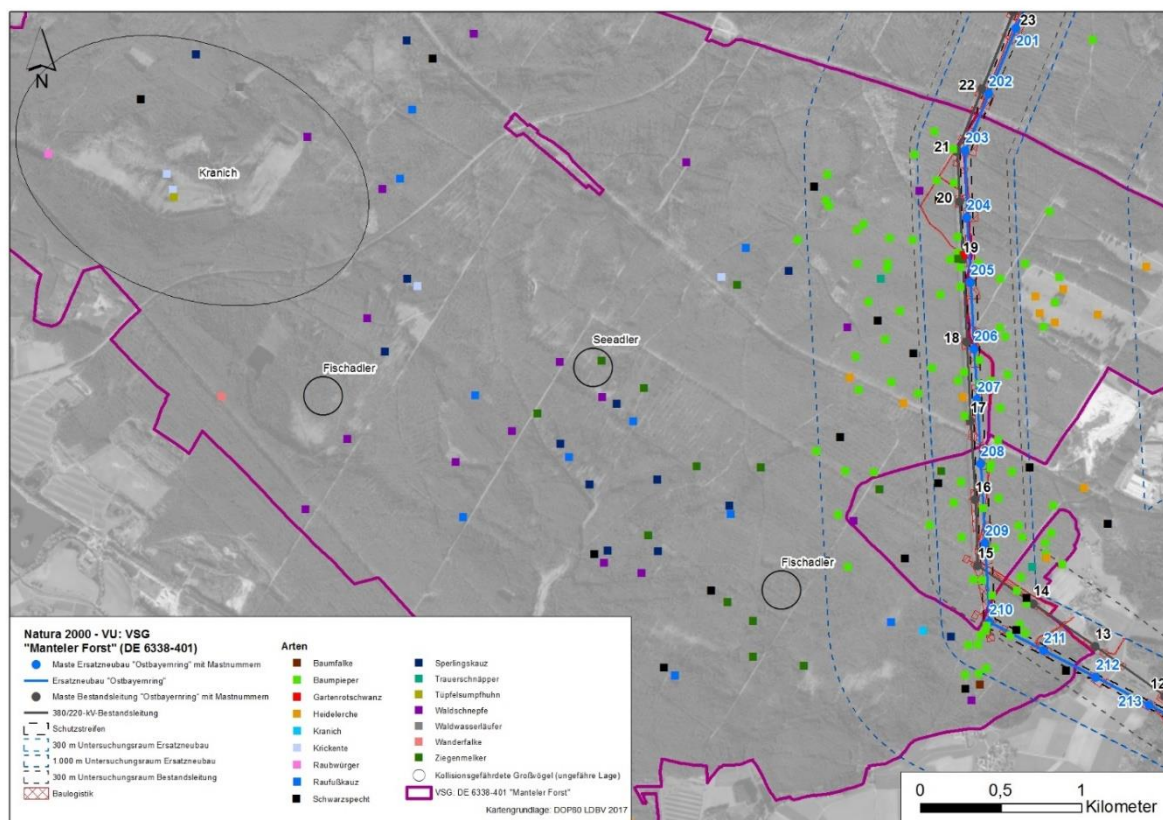 N
Kranich
Seeadler
Fischadler
Fischadler
23
201
22
202
203
21
20
204
19
205
18
206
207
17
208
16
209
15
14
210
211
13
212
12
213
Natura 2000 - VU: VSG
"Manteler Forst" (DE 6338-401)
Maste Ersatzneubau "Ostbayernring" mit Mastnummern
Ersatzneubau "Ostbayernring"
Maste Bestandsleitung "Ostbayernring" mit Mastnummern
380/220-kV-Bestandsleitung
Schutzstreifen
300 m Untersuchungsraum Ersatzneubau
1.000 m Untersuchungsraum Ersatzneubau
300 m Untersuchungsraum Bestandsleitung
Baulogistik
Arten
Baumfalke
Baumpieper
Gartenrotschwanz
Heidelerche
Kranich
Krickente
Raubwürger
Raufußkauz
Schwarzspecht
Sperlingskauz
Trauerschnäpper
Tüpfelsumpfhuhn
Waldschnepfe
Waldwasserläufer
Wanderfalke
Ziegenmelker
Kollisionsgefährdete Großvögel (ungefähre Lage)
VSG: DE 6338-401 "Manteler Forst"
Kartengrundlage: DOP80 LDBV 2017
0 0,5 1
Kilometer